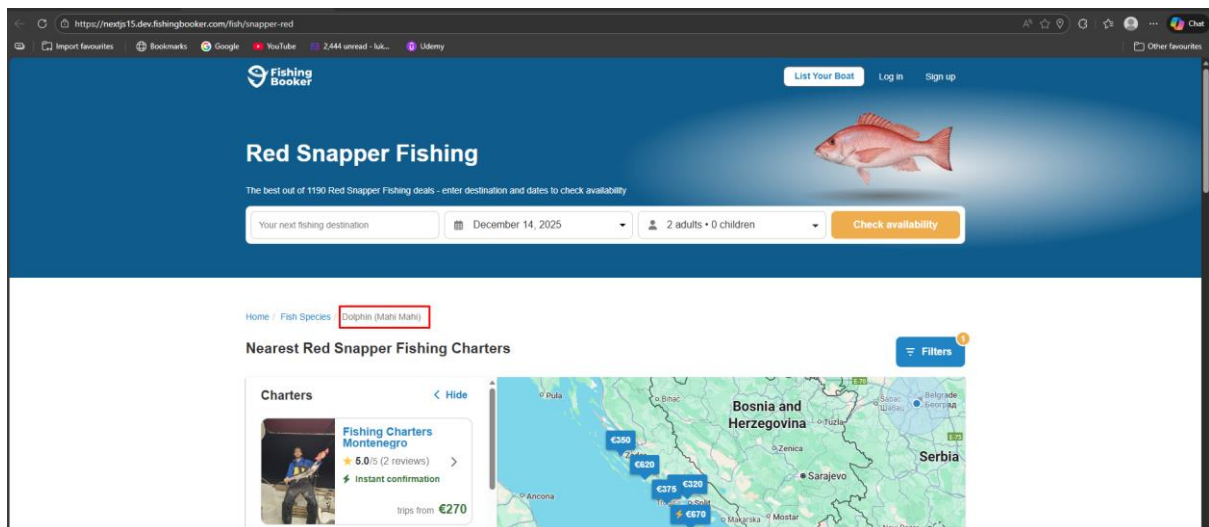 https://nextjs15.dev.fishingbooker.com/fish/snapper-red
Chat
Import favourites
Bookmarks
Google
YouTube
2,444 unread - luk...
Udemy
Other favourites
Fishing Booker
List Your Boat
Log in
Sign up
Red Snapper Fishing
The best out of 1190 Red Snapper Fishing deals - enter destination and dates to check availability
Your next fishing destination
December 14, 2025
2 adults • 0 children
Check availability
Home / Fish Species / Dolphin (Mahi Mahi)
Nearest Red Snapper Fishing Charters
1
Filters
Charters
Hide
Fishing Charters
Montenegro
5.0/5 (2 reviews)
Instant confirmation
trips from €270
Pula
Bihać
Bosnia and
Herzegovina
Tuzla
Belgrade
Београд
E-70
E-75
Zenica
Serbia
Sarajevo
€350
€620
€375
€320
Split
€670
Ancona
Makarska
Mostar